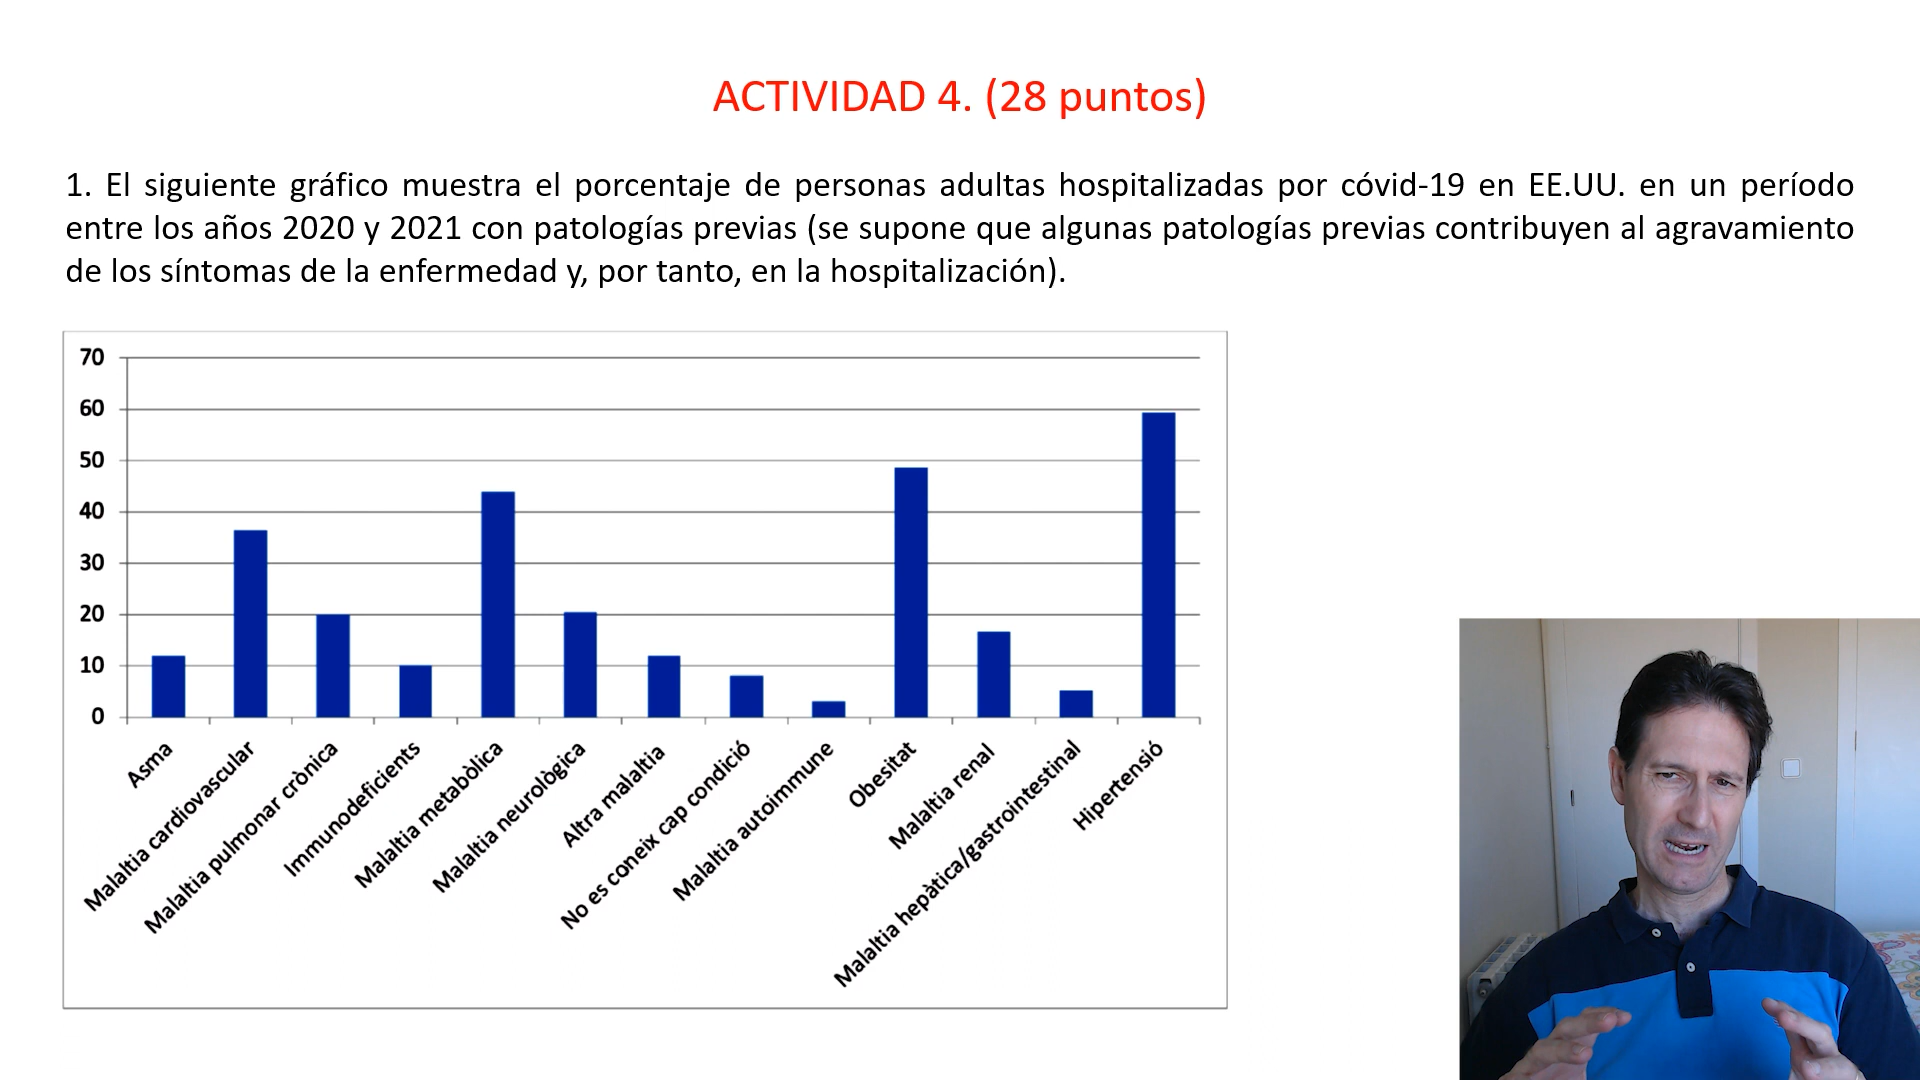 ACTIVIDAD 4. (28 puntos)
1. El siguiente gráfico muestra el porcentaje de personas adultas hospitalizadas por cóvid-19 en EE.UU. en un período
entre los años 2020 y 2021 con patologías previas (se supone que algunas patologías previas contribuyen al agravamiento
de los síntomas de la enfermedad y, por tanto, en la hospitalización).
70
60
50
40
30
20
10
0
Asma
Malaltia cardiovascular
Malaltia pulmonar crònica
Immunodeficients
Malaltia metabòlica
Malaltia neurològica
Altra malaltia
No es coneix cap condició
Malaltia autoimmune
Obesitat
Malaltia renal
Malaltia hepàtica/gastrointestinal
Hipertensió